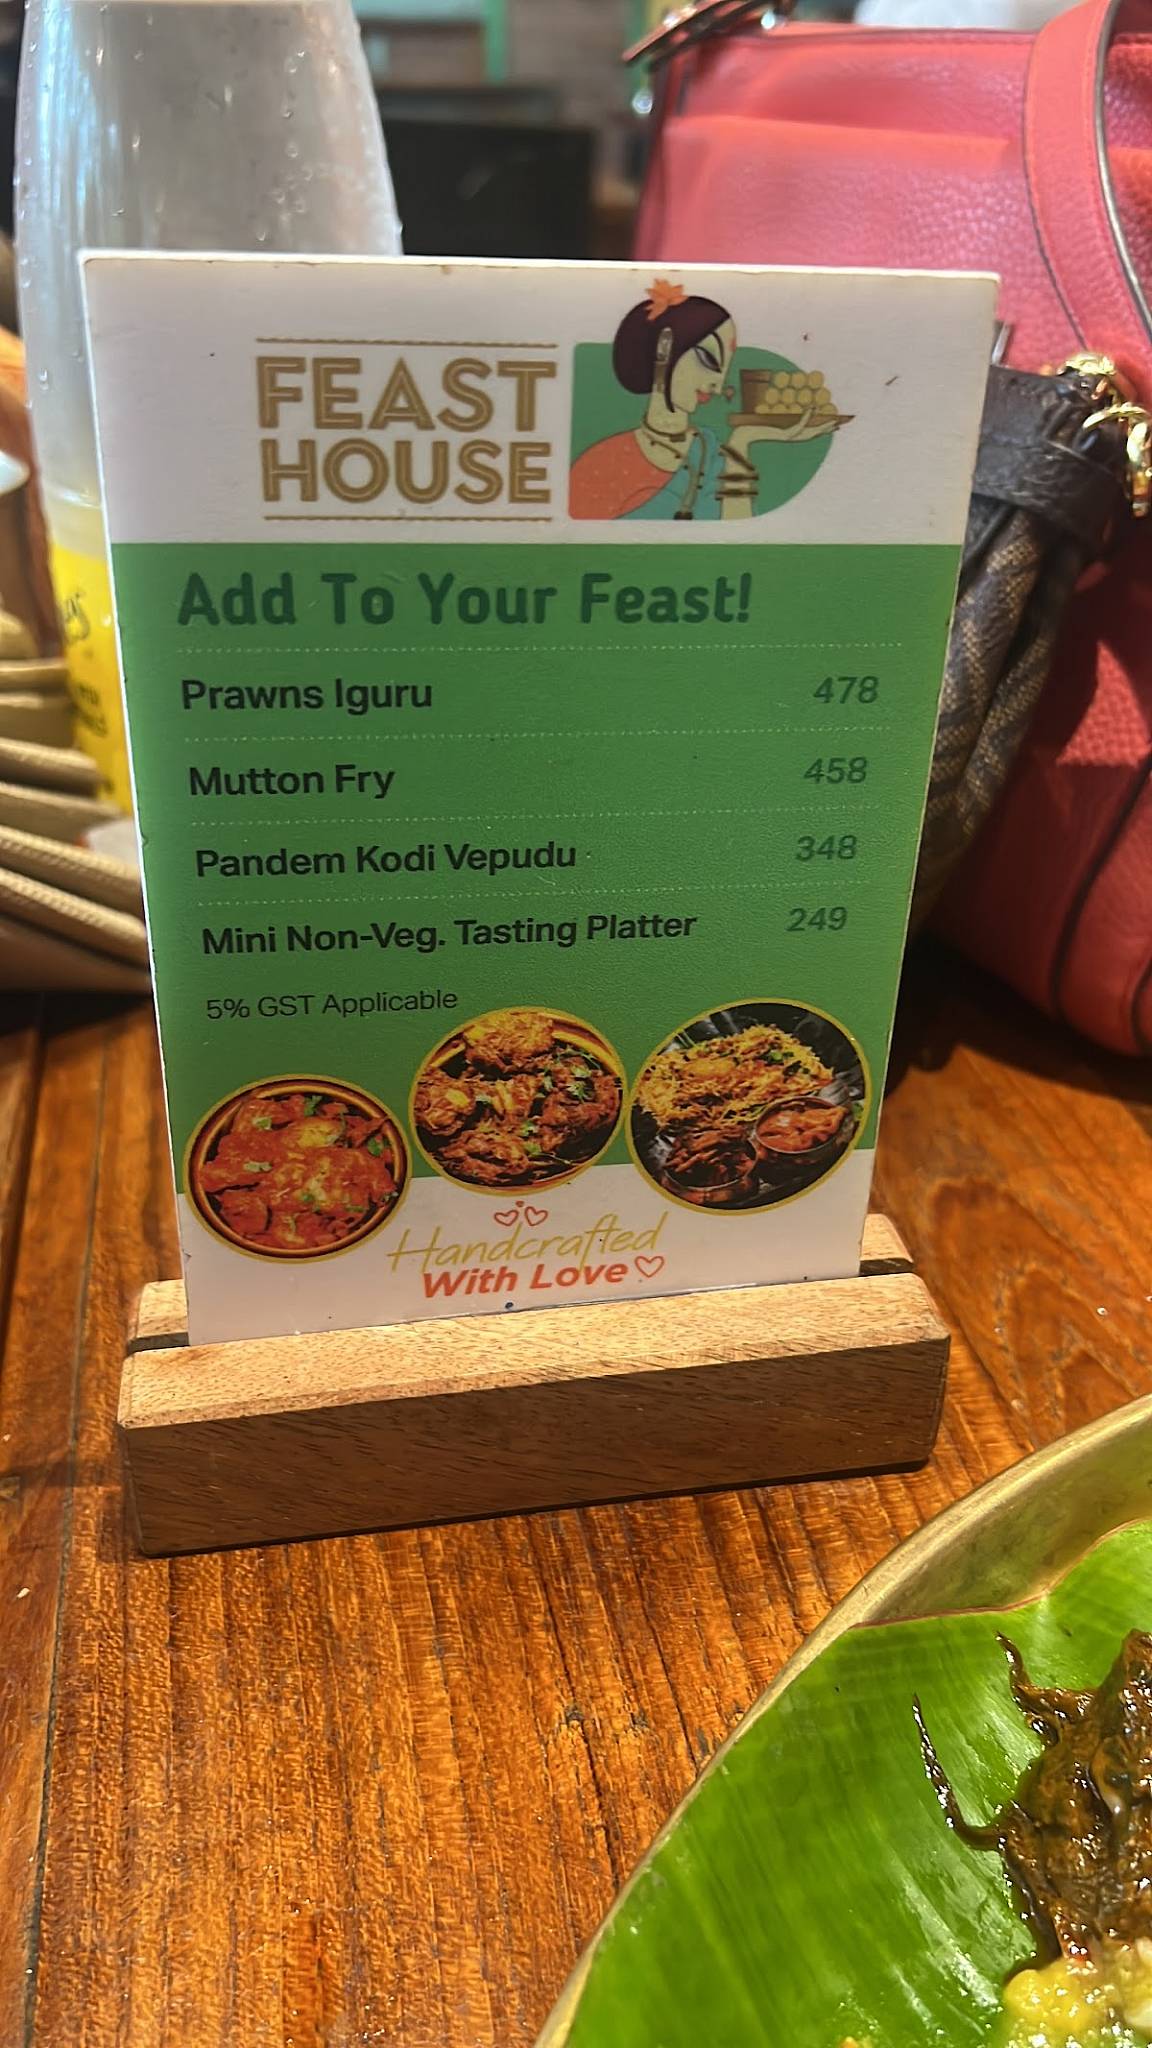 FEAST
HOUSE
Add To Your Feast!
Prawns Iguru 478
Mutton Fry 458
Pandem Kodi Vepudu 348
Mini Non-Veg. Tasting Platter 249
5% GST Applicable
Handcrafted
With Love